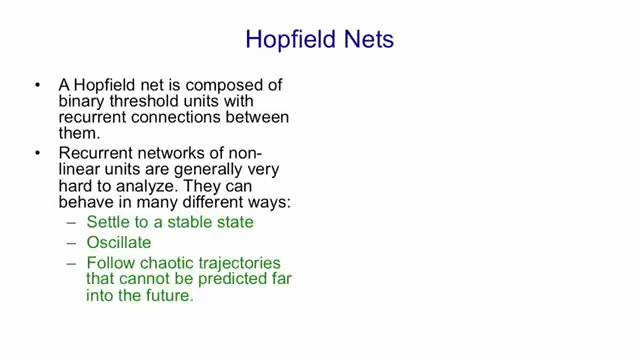 Hopfield Nets
• A Hopfield net is composed of
binary threshold units with
recurrent connections between
them.
• Recurrent networks of non-
linear units are generally very
hard to analyze. They can
behave in many different ways:
– Settle to a stable state
– Oscillate
– Follow chaotic trajectories
that cannot be predicted far
into the future.